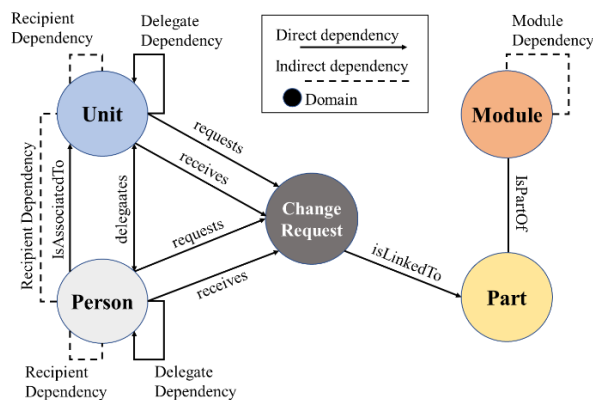 Recipient
Dependency
Delegate
Dependency
Direct dependency
Indirect dependency
Domain
Module
Dependency
Unit
Module
requests
receives
Recipient Dependency
IsAssociatedTo
delegaates
Change
Request
IsPartOf
requests
receives
isLinkedTo
Person
Part
Recipient
Dependency
Delegate
Dependency